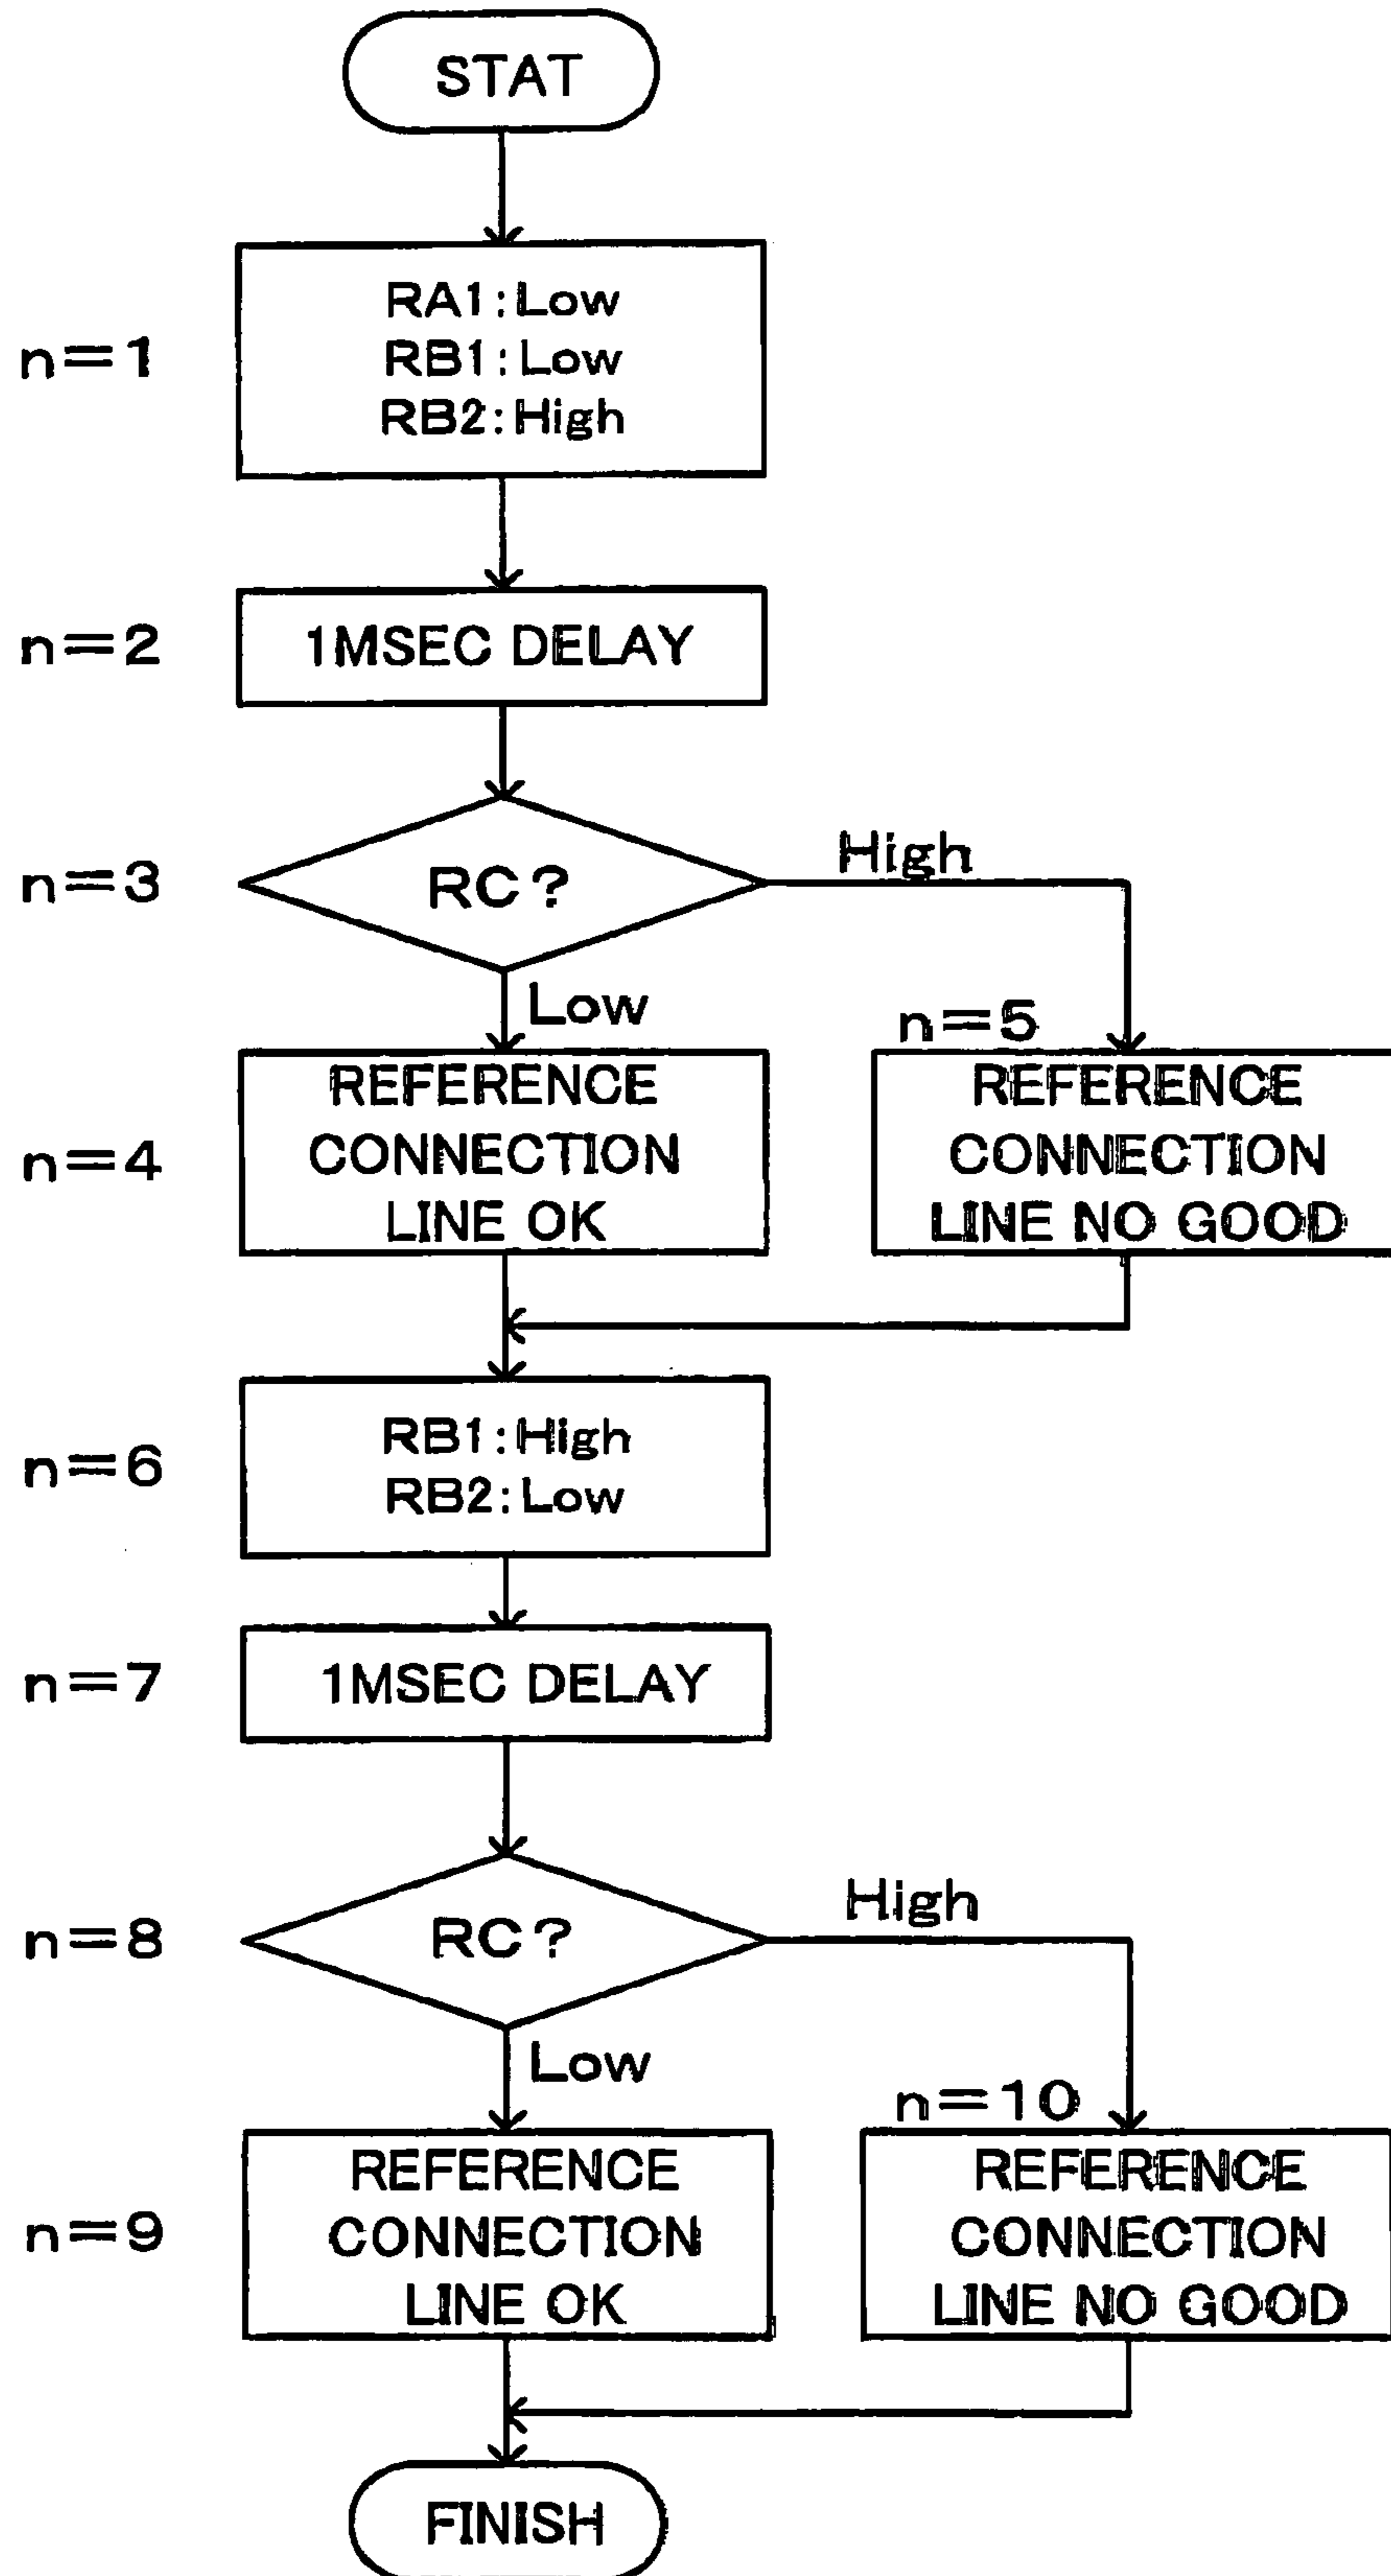 STAT
n=1
RA1:Low
RB1:Low
RB2:High
n=2
1MSEC DELAY
n=3
RC?
High
Low
n=4
REFERENCE
CONNECTION
LINE OK
n=5
REFERENCE
CONNECTION
LINE NO GOOD
n=6
RB1:High
RB2:Low
n=7
1MSEC DELAY
n=8
RC?
High
Low
n=9
REFERENCE
CONNECTION
LINE OK
n=10
REFERENCE
CONNECTION
LINE NO GOOD
FINISH